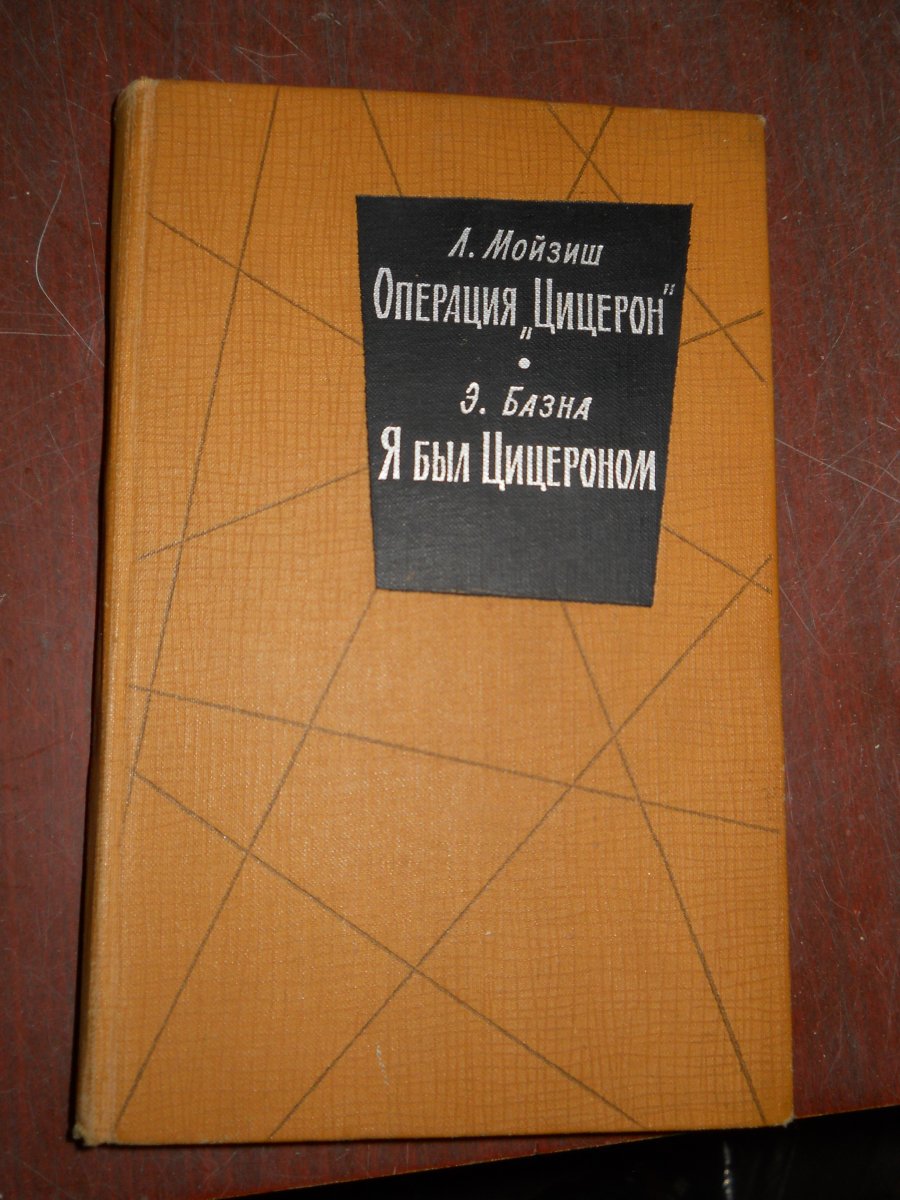 Л. Мойзиш
Операция „Цицерон"
•
Э. Базна
Я был Цицероном